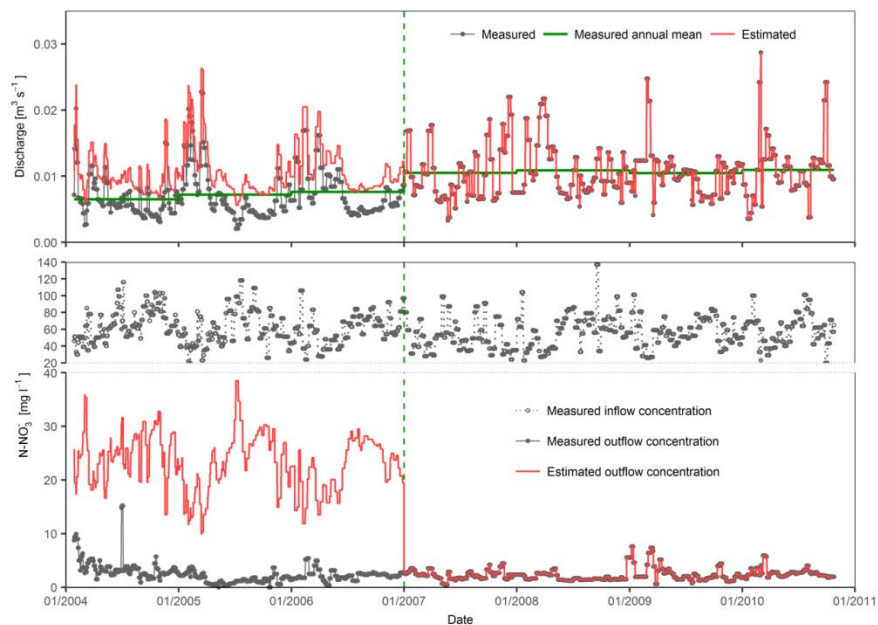 Measured Measured annual mean Estimated
Discharge [m³ s⁻¹]
0.03
0.02
0.01
0.00
140
120
100
80
60
40
20
N-NO₃⁻ [mg l⁻¹]
40
30
20
10
0
Measured inflow concentration
Measured outflow concentration
Estimated outflow concentration
01/2004 01/2005 01/2006 01/2007 01/2008 01/2009 01/2010 01/2011
Date